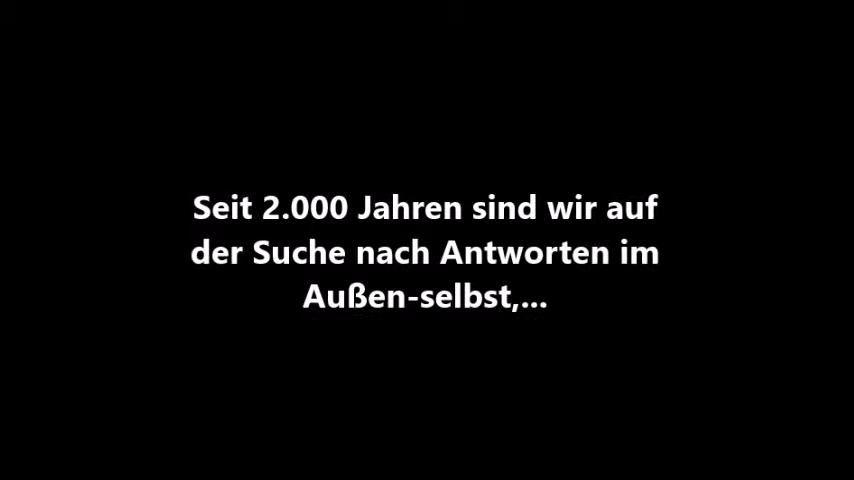 Seit 2.000 Jahren sind wir auf
der Suche nach Antworten im
Außen-selbst,...